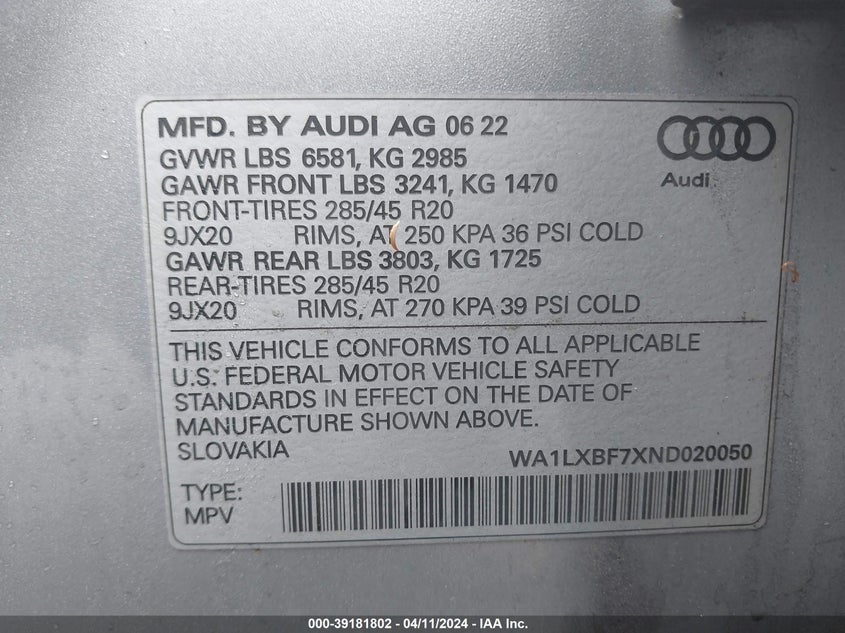 MFD. BY AUDI AG 06 22
Audi
GVWR LBS 6581, KG 2985
GAWR FRONT LBS 3241, KG 1470
FRONT-TIRES 285/45 R20
9JX20 RIMS, AT 250 KPA 36 PSI COLD
GAWR REAR LBS 3803, KG 1725
REAR-TIRES 285/45 R20
9JX20 RIMS, AT 270 KPA 39 PSI COLD
THIS VEHICLE CONFORMS TO ALL APPLICABLE
U.S. FEDERAL MOTOR VEHICLE SAFETY
STANDARDS IN EFFECT ON THE DATE OF
MANUFACTURE SHOWN ABOVE.
SLOVAKIA
WA1LXBF7XND020050
TYPE:
MPV
000-39181802 - 04/11/2024 - IAA Inc.